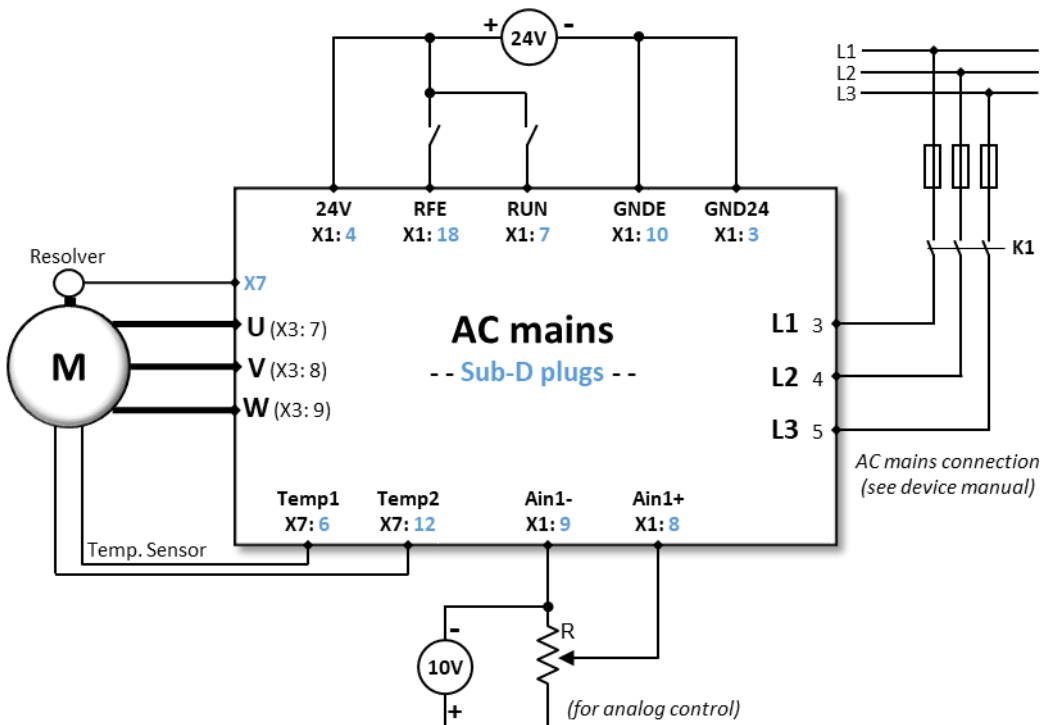 + 24V -
L1
L2
L3
24V RFE RUN GNDE GND24
X1: 4 X1: 18 X1: 7 X1: 10 X1: 3
K1
Resolver
X7
U (X3: 7)
M
V (X3: 8)
W (X3: 9)
AC mains
- - Sub-D plugs - -
L1 3
L2 4
L3 5
AC mains connection
(see device manual)
Temp1 Temp2 Ain1- Ain1+
X7: 6 X7: 12 X1: 9 X1: 8
Temp. Sensor
-
R
10V
+
(for analog control)